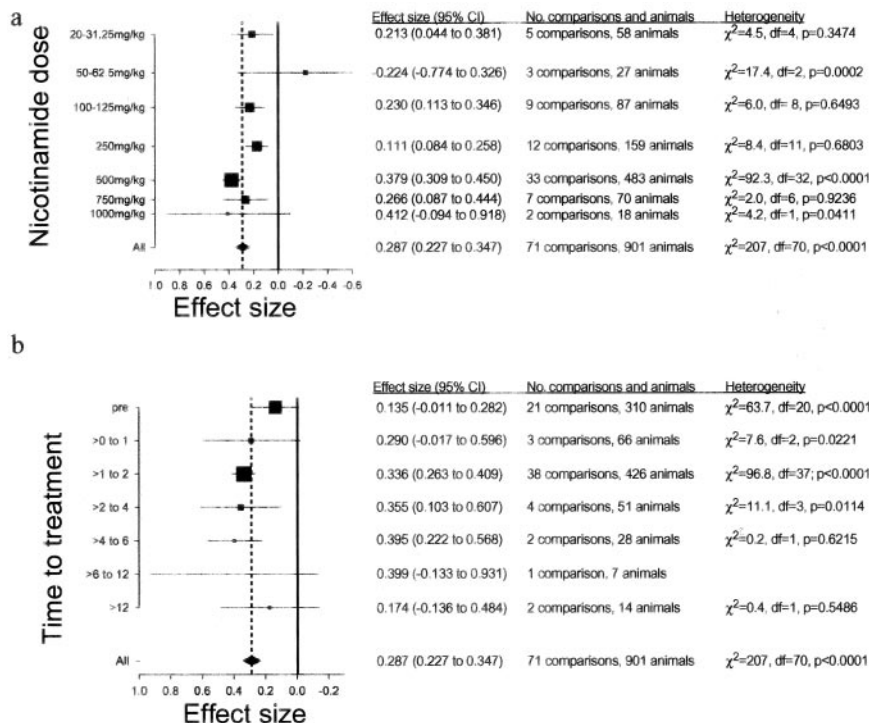 a
Effect size (95% CI) No. comparisons and animals Heterogeneity
20-31.25mg/kg 0.213 (0.044 to 0.381) 5 comparisons, 58 animals χ2=4.5, df=4, p=0.3474
50-62 5mg/kg -0.224 (-0.774 to 0.326) 3 comparisons, 27 animals χ2=17.4, df=2, p=0.0002
100-125mg/kg 0.230 (0.113 to 0.346) 9 comparisons, 87 animals χ2=6.0, df= 8, p=0.6493
250mg/kg 0.111 (0.084 to 0.258) 12 comparisons, 159 animals χ2=8.4, df=11, p=0.6803
500mg/kg 0.379 (0.309 to 0.450) 33 comparisons, 483 animals χ2=92.3, df=32, p<0.0001
750mg/kg 0.266 (0.087 to 0.444) 7 comparisons, 70 animals χ2=2.0, df=6, p=0.9236
1000mg/kg 0.412 (-0.094 to 0.918) 2 comparisons, 18 animals χ2=4.2, df=1, p=0.0411
All 0.287 (0.227 to 0.347) 71 comparisons, 901 animals χ2=207, df=70, p<0.0001
Nicotinamide dose
1 0 0.8 0.6 0.4 0.2 0 -0.2 -0.4 -0.6
Effect size
b
Effect size (95% CI) No. comparisons and animals Heterogeneity
pre 0.135 (-0.011 to 0.282) 21 comparisons, 310 animals χ2=63.7, df=20, p<0.0001
>0 to 1 0.290 (-0.017 to 0.596) 3 comparisons, 66 animals χ2=7.6, df=2, p=0.0221
>1 to 2 0.336 (0.263 to 0.409) 38 comparisons, 426 animals χ2=96.8, df=37; p<0.0001
>2 to 4 0.355 (0.103 to 0.607) 4 comparisons, 51 animals χ2=11.1, df=3, p=0.0114
>4 to 6 0.395 (0.222 to 0.568) 2 comparisons, 28 animals χ2=0.2, df=1, p=0.6215
>6 to 12 0.399 (-0.133 to 0.931) 1 comparison, 7 animals
>12 0.174 (-0.136 to 0.484) 2 comparisons, 14 animals χ2=0.4, df=1, p=0.5486
All 0.287 (0.227 to 0.347) 71 comparisons, 901 animals χ2=207, df=70, p<0.0001
Time to treatment
1.0 0.8 0.6 0.4 0.2 0.0 -0.2
Effect size